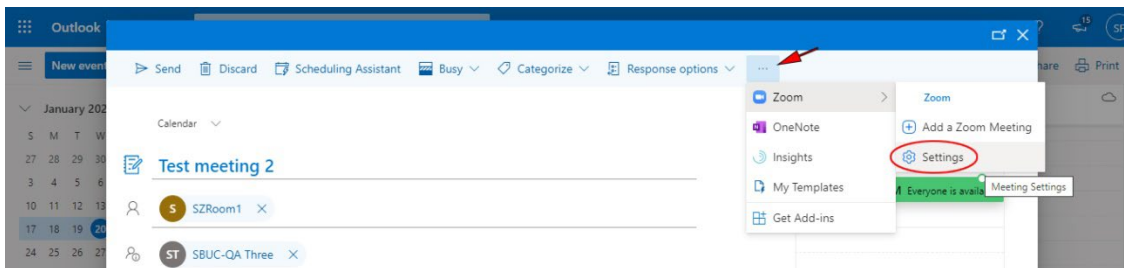 Outlook
15
SF
New event
Send Discard Scheduling Assistant Busy Categorize Response options ...
hare Print
January 202
S M T W
27 28 29 30
3 4 5 6
10 11 12 13
17 18 19 20
24 25 26 27
Calendar
Test meeting 2
S SZRoom1
ST SBUC-QA Three
Zoom
OneNote
Insights
My Templates
Get Add-ins
Zoom
Add a Zoom Meeting
Settings
Meeting Settings
Everyone is availa